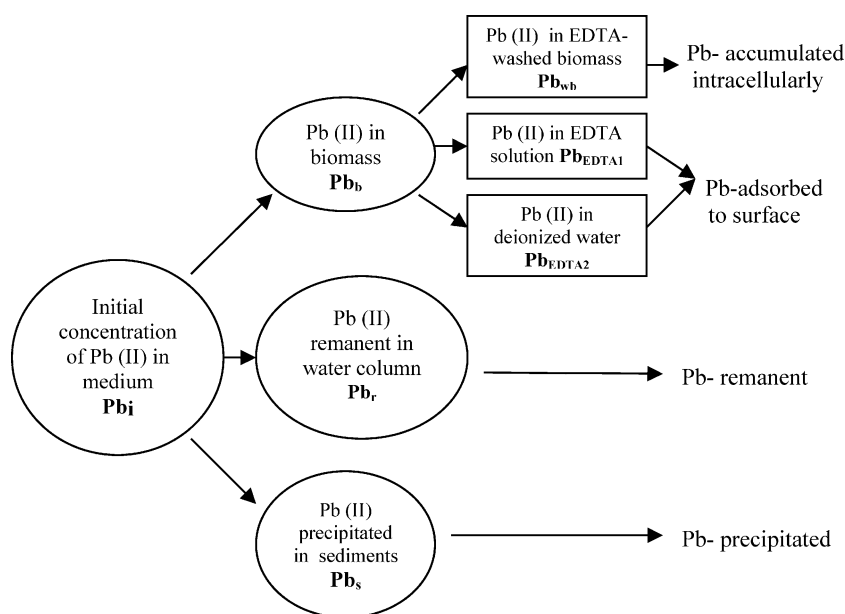 Pb (II) in EDTA-
washed biomass
Pbwb
Pb- accumulated
intracellularly
Pb (II) in
biomass
Pbb
Pb (II) in EDTA
solution PbEDTA1
Pb-adsorbed
to surface
Pb (II) in
deionized water
PbEDTA2
Initial
concentration
of Pb (II) in
medium
Pbi
Pb (II)
remanent in
water column
Pbr
Pb- remanent
Pb (II)
precipitated
in sediments
Pbs
Pb- precipitated